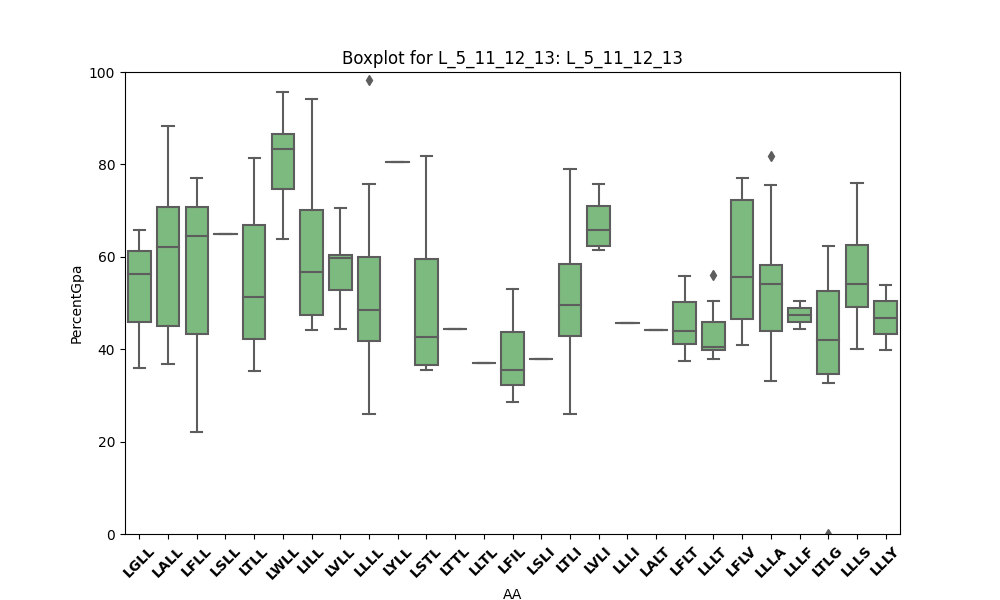 Boxplot for L_5_11_12_13: L_5_11_12_13
100
80
60
40
20
0
PercentGpa
LGLL LALL LFLL LSLL LTLL LWLL LILL LVLL LLLL LYLL LSTL LTTL LLTL LFIL LSLI LTLI LVLI LLLI LALT LFLT LLLT LFLV LLLA LLLF LTLG LLLS LLLY
AA